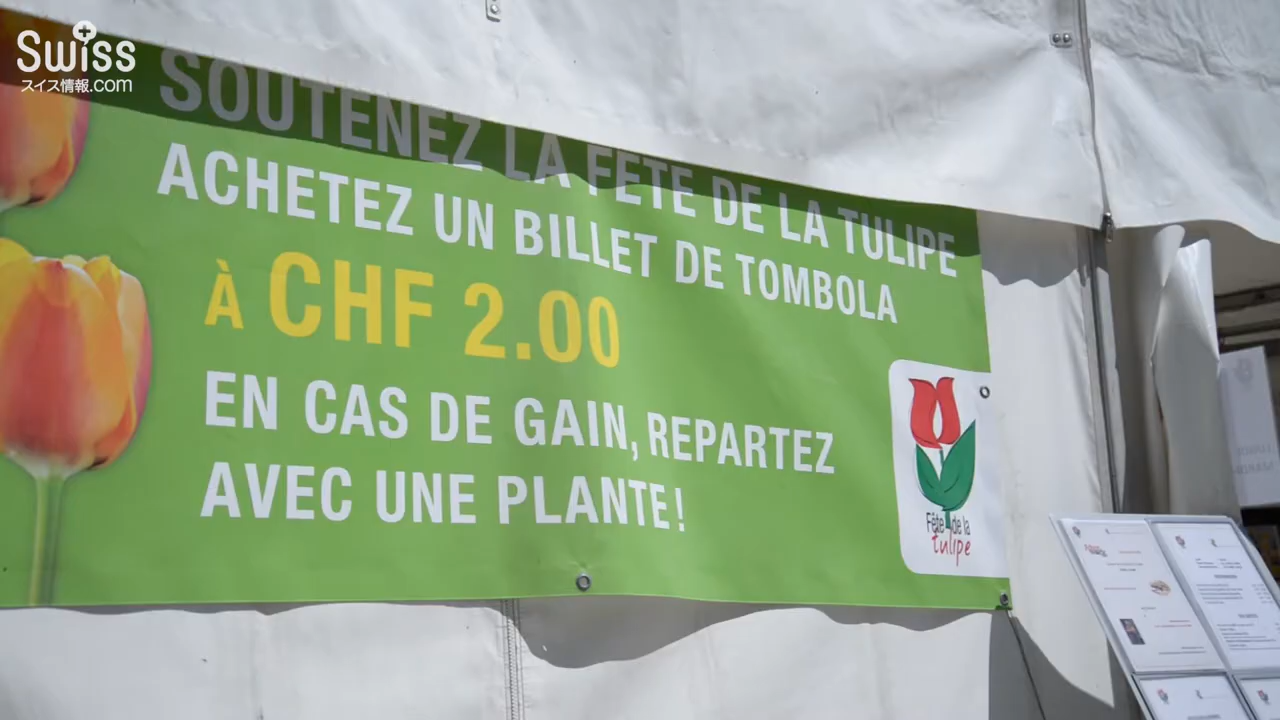 Swiss
スイス情報.com
SOUTENEZ LA FÊTE DE LA TULIPE
ACHETEZ UN BILLET DE TOMBOLA
À CHF 2.00
EN CAS DE GAIN, REPARTEZ
AVEC UNE PLANTE !
Fête de la
tulipe